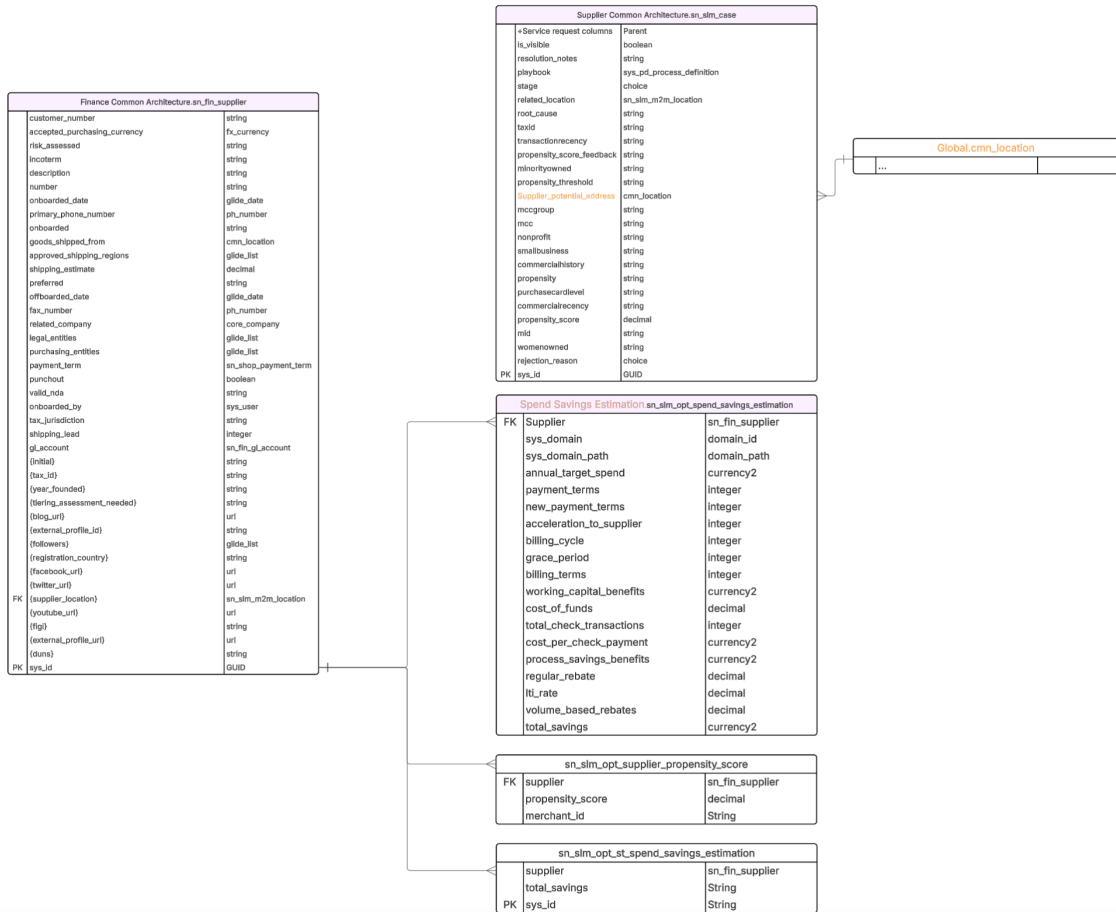 Supplier Common Architecture.sn_slm_case
+Service request columns Parent
is_visible boolean
resolution_notes string
playbook sys_pd_process_definition
stage choice
related_location sn_slm_m2m_location
root_cause string
taxid string
transactionrecency string
propensity_score_feedback string
minorityowned string
propensity_threshold string
Supplier_potential_address cmn_location
mccgroup string
mcc string
nonprofit string
smallbusiness string
commercialhistory string
propensity string
purchasecardlevel string
commercialrecency string
propensity_score decimal
mid string
womenowned string
rejection_reason choice
PK sys_id GUID
Global.cmn_location
...
Finance Common Architecture.sn_fin_supplier
customer_number string
accepted_purchasing_currency fx_currency
risk_assessed string
incoterm string
description string
number string
onboarded_date glide_date
primary_phone_number ph_number
onboarded string
goods_shipped_from cmn_location
approved_shipping_regions glide_list
shipping_estimate decimal
preferred string
offboarded_date glide_date
fax_number ph_number
related_company core_company
legal_entities glide_list
purchasing_entities glide_list
payment_term sn_shop_payment_term
punchout boolean
valid_nda string
onboarded_by sys_user
tax_jurisdiction string
shipping_lead integer
gl_account sn_fin_gl_account
{initial} string
{tax_id} string
{year_founded} string
{tiering_assessment_needed} string
{blog_url} url
{external_profile_id} string
{followers} glide_list
{registration_country} string
{facebook_url} url
{twitter_url} url
FK {supplier_location} sn_slm_m2m_location
{youtube_url} url
{figi} string
{external_profile_url} url
{duns} string
PK sys_id GUID
Spend Savings Estimation.sn_slm_opt_spend_savings_estimation
FK Supplier sn_fin_supplier
sys_domain domain_id
sys_domain_path domain_path
annual_target_spend currency2
payment_terms integer
new_payment_terms integer
acceleration_to_supplier integer
billing_cycle integer
grace_period integer
billing_terms integer
working_capital_benefits currency2
cost_of_funds decimal
total_check_transactions integer
cost_per_check_payment currency2
process_savings_benefits currency2
regular_rebate decimal
lti_rate decimal
volume_based_rebates decimal
total_savings currency2
sn_slm_opt_supplier_propensity_score
FK supplier sn_fin_supplier
propensity_score decimal
merchant_id String
sn_slm_opt_st_spend_savings_estimation
supplier sn_fin_supplier
total_savings String
PK sys_id String